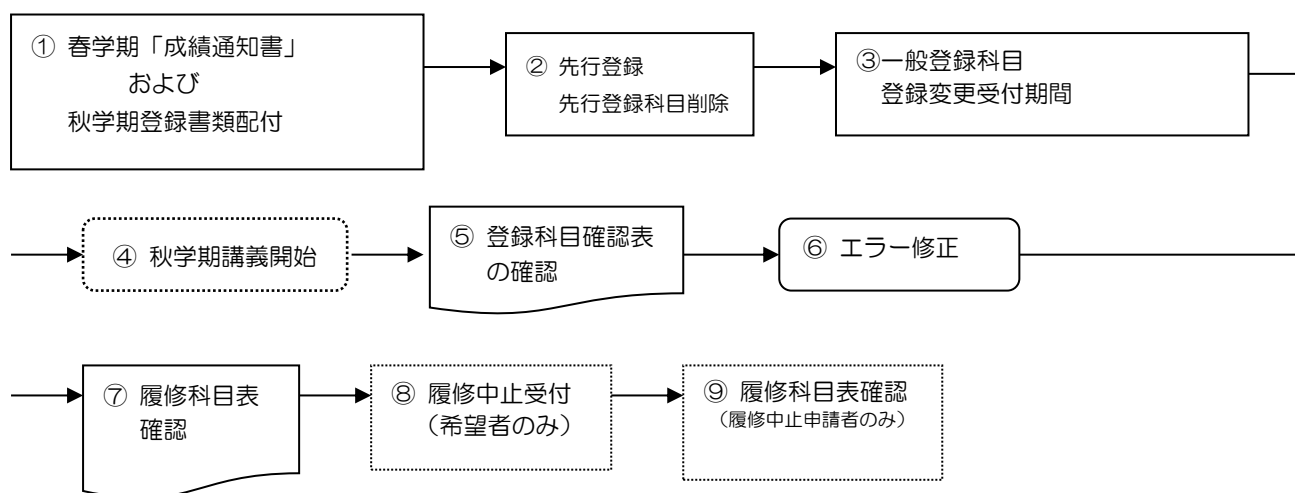 ① 春学期「成績通知書」
および
秋学期登録書類配付
② 先行登録
先行登録科目削除
③一般登録科目
登録変更受付期間
④ 秋学期講義開始
⑤ 登録科目確認表
の確認
⑥ エラー修正
⑦ 履修科目表
確認
⑧ 履修中止受付
（希望者のみ）
⑨ 履修科目表確認
（履修中止申請者のみ）